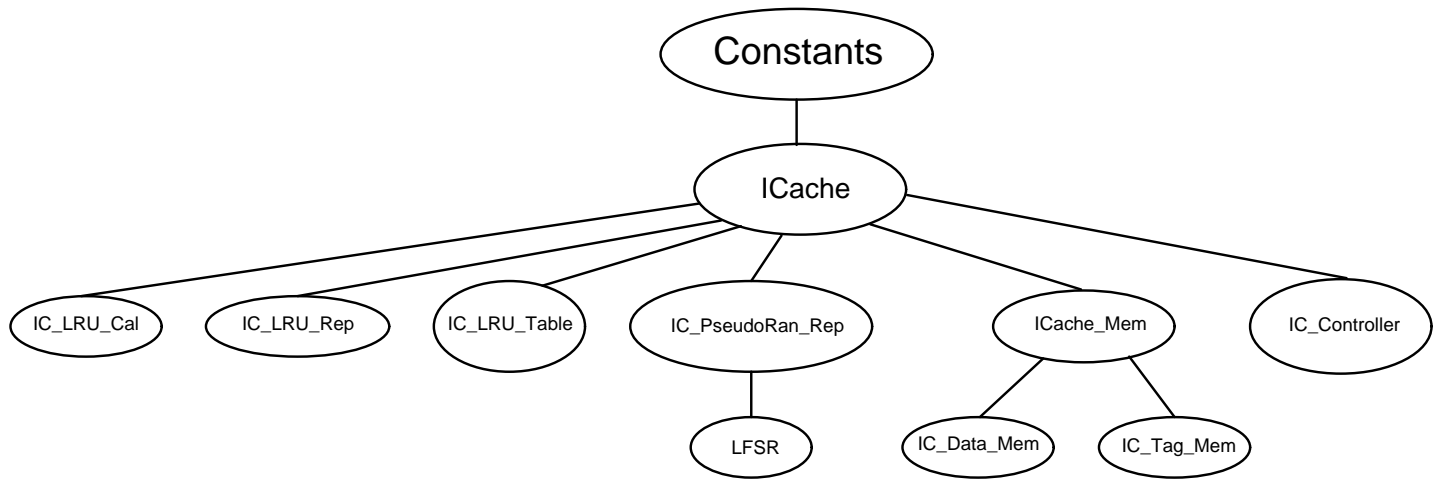 Constants
ICache
IC_LRU_Cal
IC_LRU_Rep
IC_LRU_Table
IC_PseudoRan_Rep
ICache_Mem
IC_Controller
LFSR
IC_Data_Mem
IC_Tag_Mem